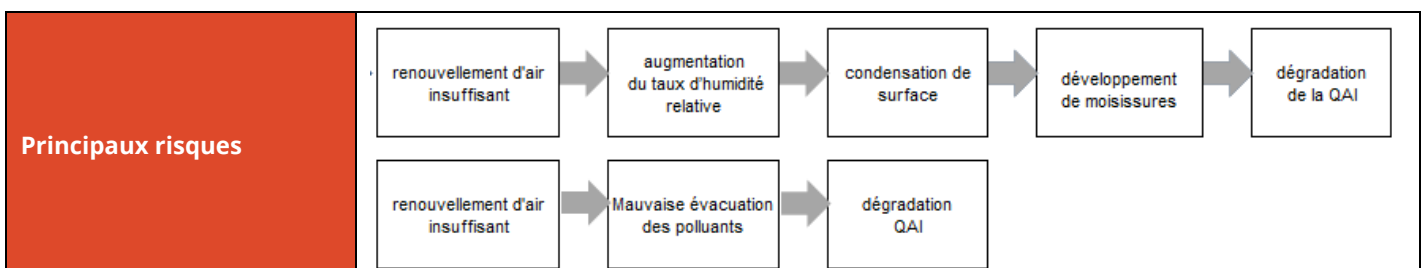 Principaux risques
renouvellement d'air
insuffisant
augmentation
du taux d'humidité
relative
condensation de
surface
développement
de moisissures
dégradation
de la QAI
renouvellement d'air
insuffisant
Mauvaise évacuation
des polluants
dégradation
QAI